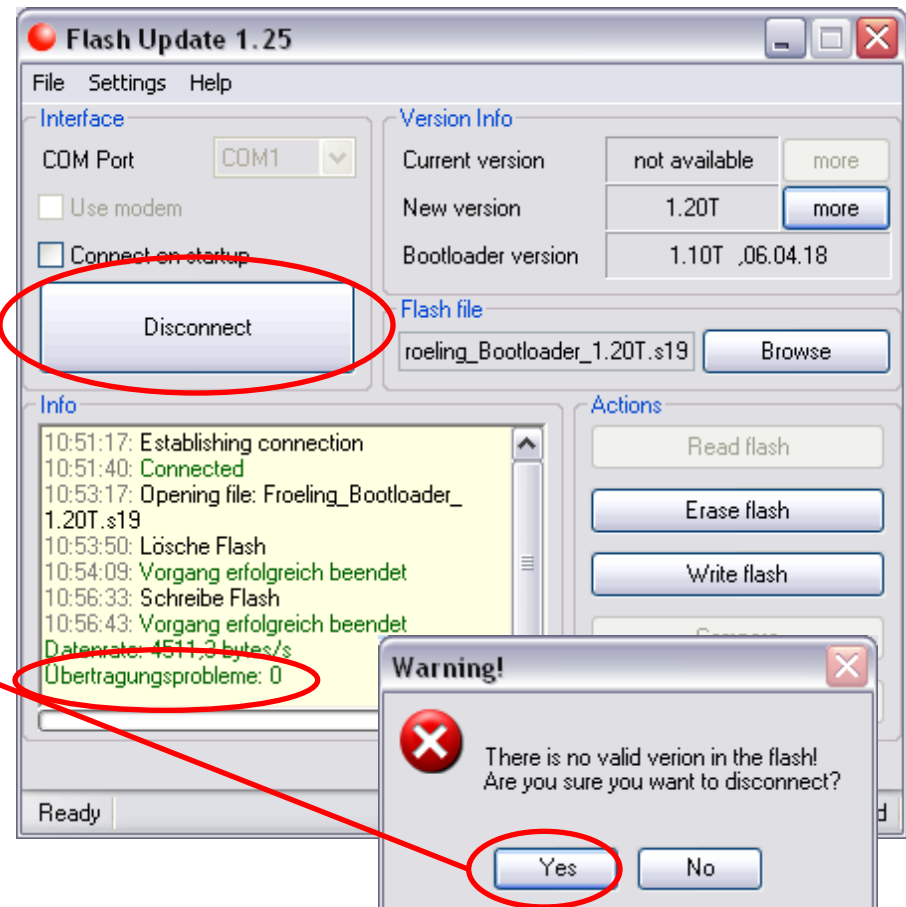 Flash Update 1.25
File Settings Help
Interface
COM Port COM1
Use modem
Connect on startup
Disconnect
Version Info
Current version not available more
New version 1.20T more
Bootloader version 1.10T ,06.04.18
Flash file
roeling_Bootloader_1.20T.s19 Browse
Info
10:51:17: Establishing connection
10:51:40: Connected
10:53:17: Opening file: Froeling_Bootloader_
1.20T.s19
10:53:50: Lösche Flash
10:54:09: Vorgang erfolgreich beendet
10:56:33: Schreibe Flash
10:56:43: Vorgang erfolgreich beendet
Datenrate: 4511,3 bytes/s
Übertragungsprobleme: 0
Actions
Read flash
Erase flash
Write flash
Compare
Warning!
There is no valid verion in the flash!
Are you sure you want to disconnect?
Yes No
Ready